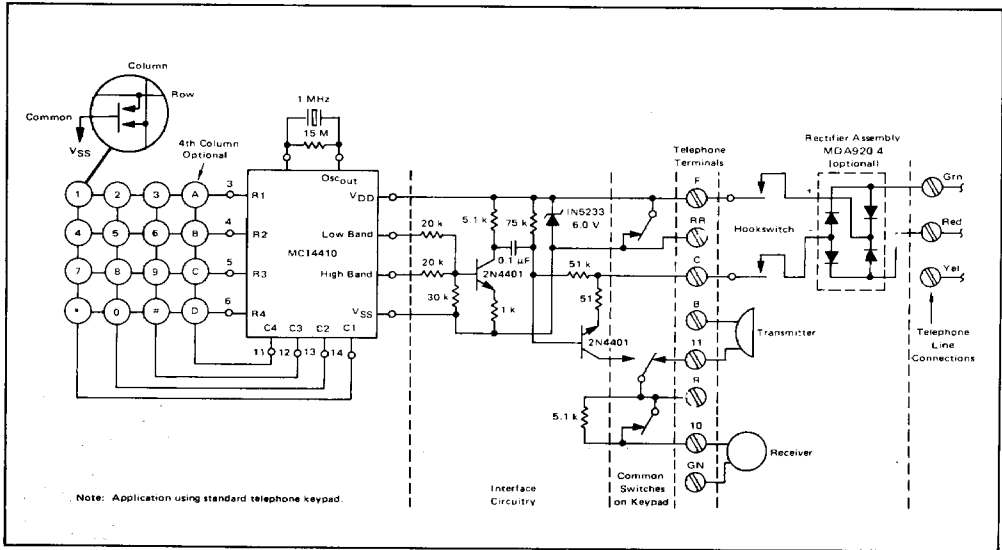 Column
Row
Common
VSS
4th Column
Optional
1 MHz
15 M
Oscout
VDD
Low Band
MC14410
High Band
VSS
C4 C3 C2 C1
11 12 13 14
1 2 3 A 3 R1
4 5 6 B 4 R2
7 8 9 C 5 R3
* 0 # D 6 R4
20 k
20 k
30 k
5.1 k
75 k
0.1 µF
2N4401
1 k
IN5233
6.0 V
51 k
51
2N4401
5.1 k
Telephone
Terminals
F
RR
C
B
11
R
10
GN
Hookswitch
Transmitter
Receiver
Rectifier Assembly
MDA920 4
(optional)
+
Grn
Red
Yel
Telephone
Line
Connections
Interface
Circuitry
Common
Switches
on Keypad
Note: Application using standard telephone keypad.